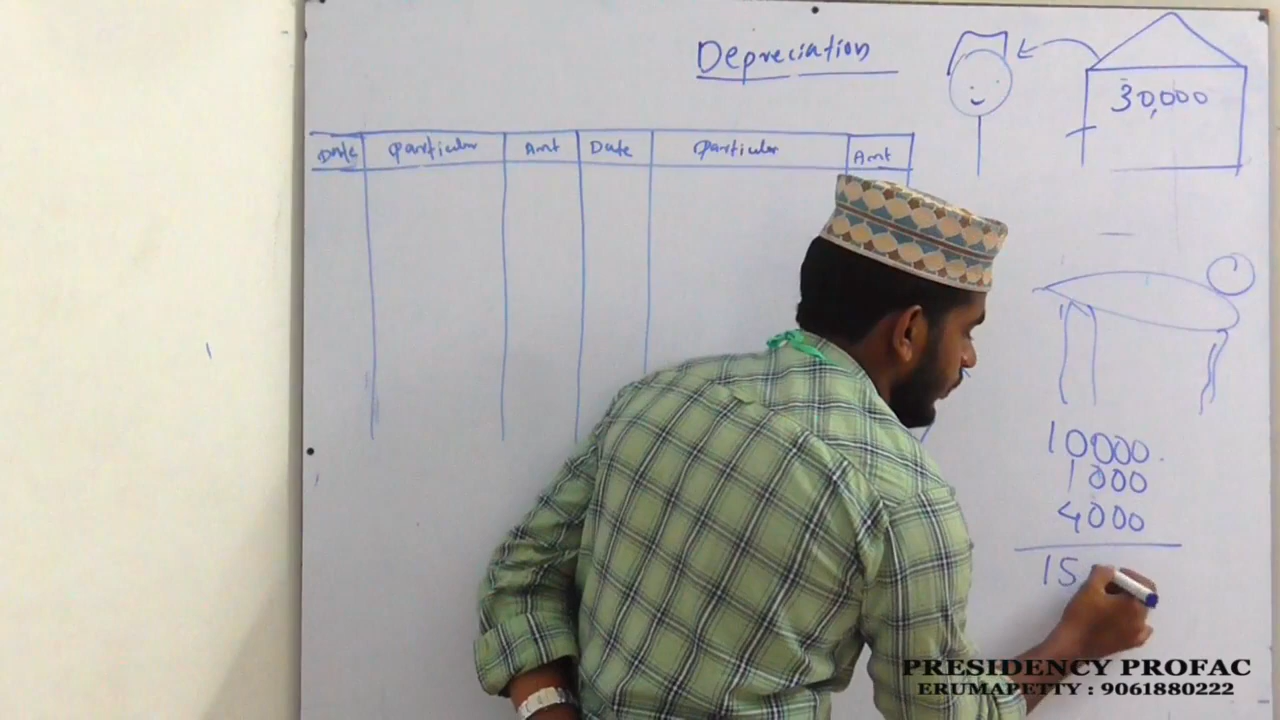 Depreciation
30,000
Date Particular Amt Date Particular Amt
10000.
1000
4000
15
PRESIDENCY PROFAC
ERUMAPETTY : 9061880222